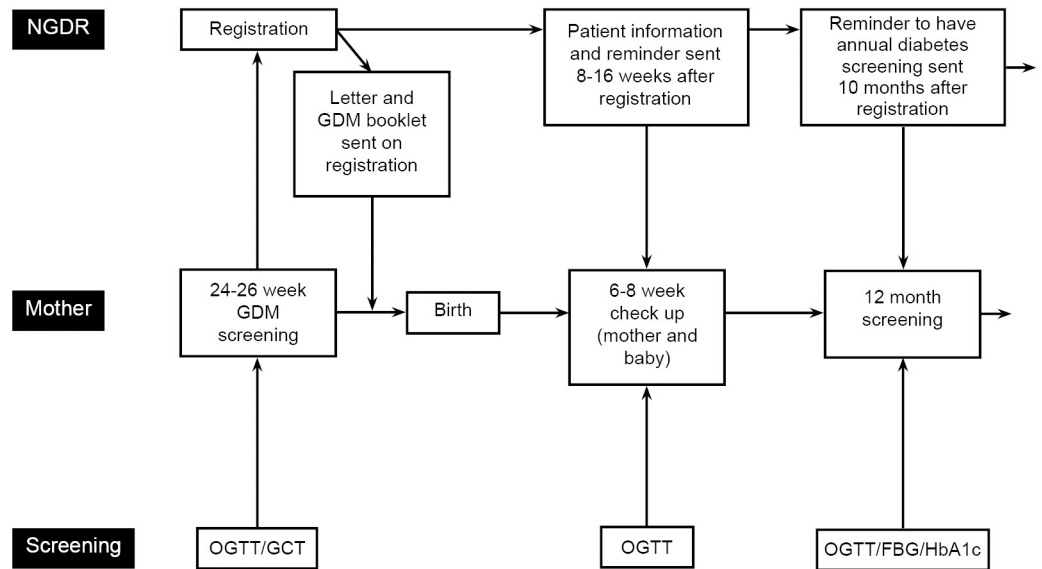 NGDR
Registration
Letter and
GDM booklet
sent on
registration
Patient information
and reminder sent
8-16 weeks after
registration
Reminder to have
annual diabetes
screening sent
10 months after
registration
Mother
24-26 week
GDM
screening
Birth
6-8 week
check up
(mother and
baby)
12 month
screening
Screening
OGTT/GCT
OGTT
OGTT/FBG/HbA1c